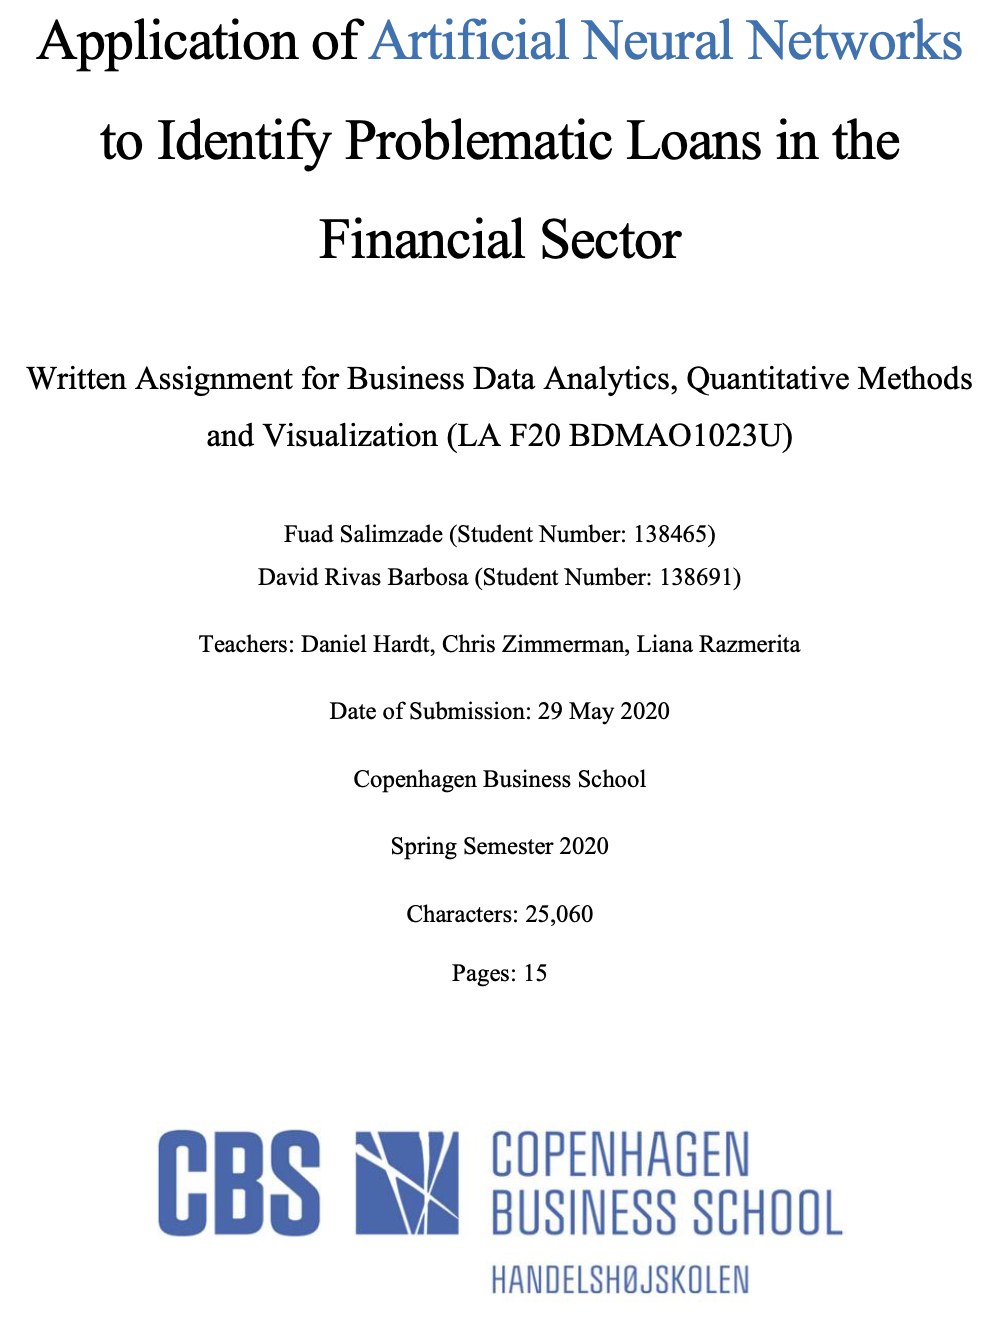 Application of Artificial Neural Networks
to Identify Problematic Loans in the
Financial Sector
Written Assignment for Business Data Analytics, Quantitative Methods
and Visualization (LA F20 BDMAO1023U)
Fuad Salimzade (Student Number: 138465)
David Rivas Barbosa (Student Number: 138691)
Teachers: Daniel Hardt, Chris Zimmerman, Liana Razmerita
Date of Submission: 29 May 2020
Copenhagen Business School
Spring Semester 2020
Characters: 25,060
Pages: 15
CBS COPENHAGEN
BUSINESS SCHOOL
HANDELSHØJSKOLEN